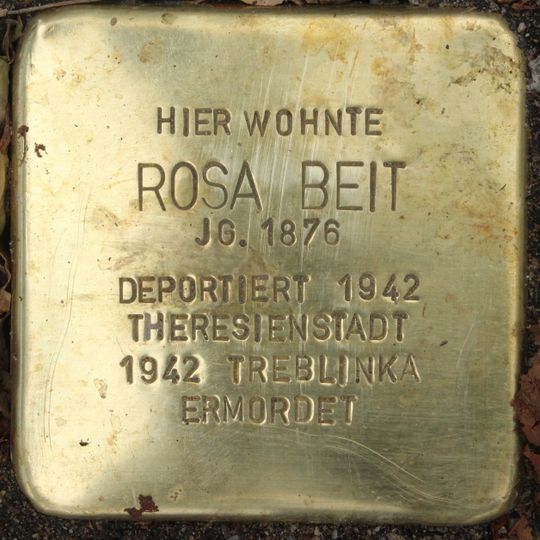 HIER WOHNTE
ROSA BEIT
JG. 1876
DEPORTIERT 1942
THERESIENSTADT
1942 TREBLINKA
ERMORDET